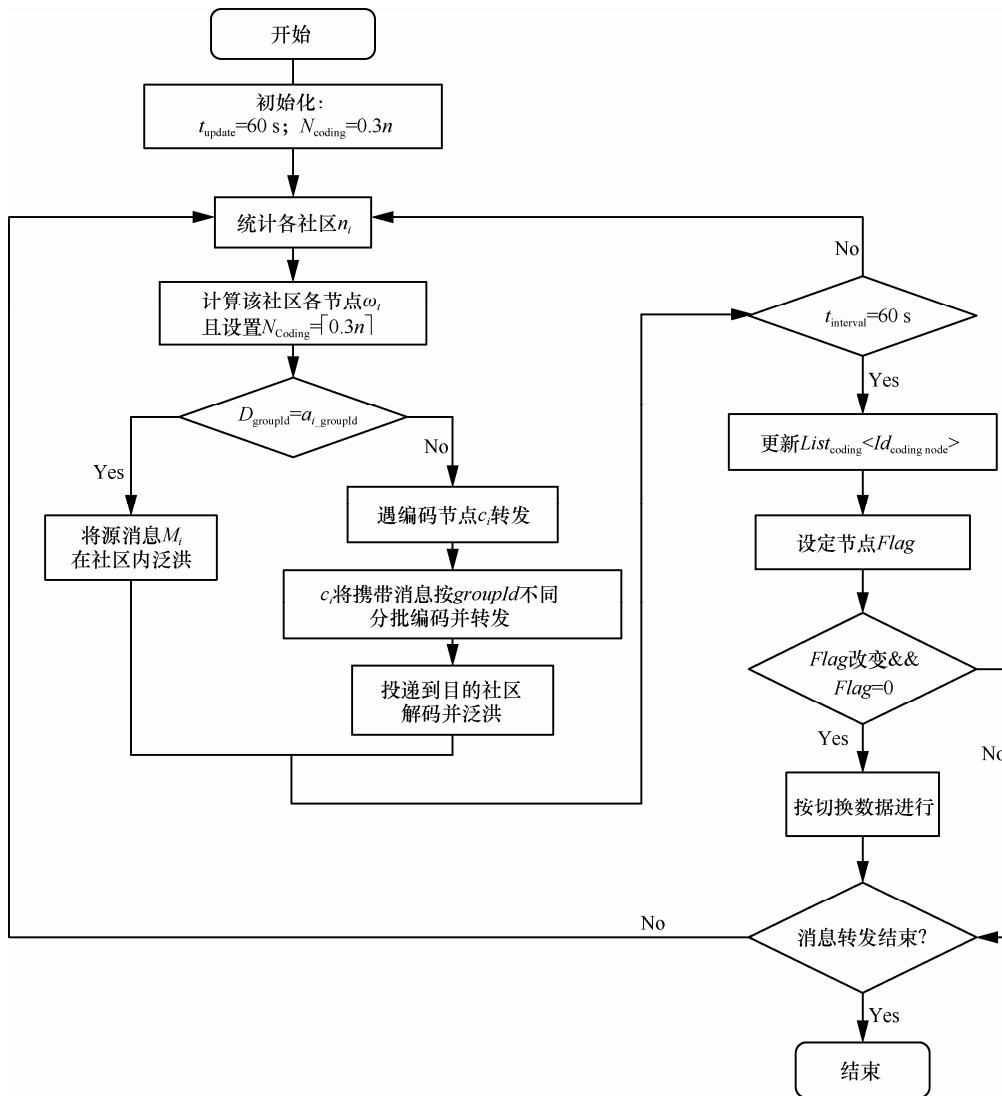 开始
初始化:
t_update=60 s; N_coding=0.3n
统计各社区n_i
计算该社区各节点ω_i
且设置N_Coding=⌈0.3n⌉
D_groupId=a_i_groupId
Yes
No
将源消息M_i
在社区内泛洪
遇编码节点c_i转发
c_i将携带消息按groupId不同
分批编码并转发
投递到目的社区
解码并泛洪
No
t_interval=60 s
Yes
更新List_coding<Id_coding node>
设定节点Flag
Flag改变&&
Flag=0
Yes
No
按切换数据进行
消息转发结束?
No
Yes
结束